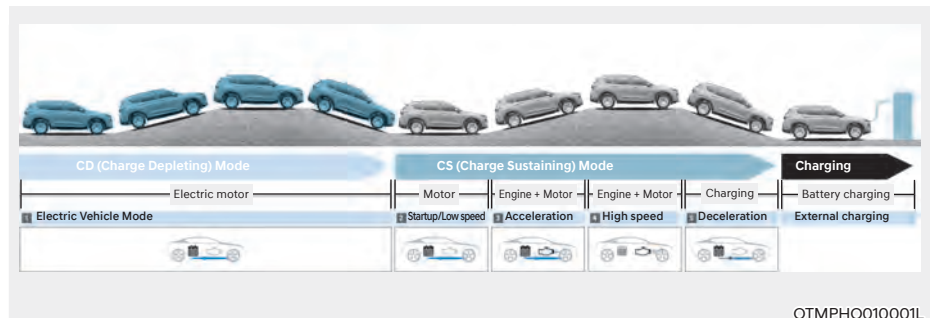 CD (Charge Depleting) Mode
CS (Charge Sustaining) Mode
Charging
Electric motor
Motor
Engine + Motor
Engine + Motor
Charging
Battery charging
1 Electric Vehicle Mode
2 Startup/Low speed
3 Acceleration
4 High speed
5 Deceleration
External charging
OTMPHQ010001L